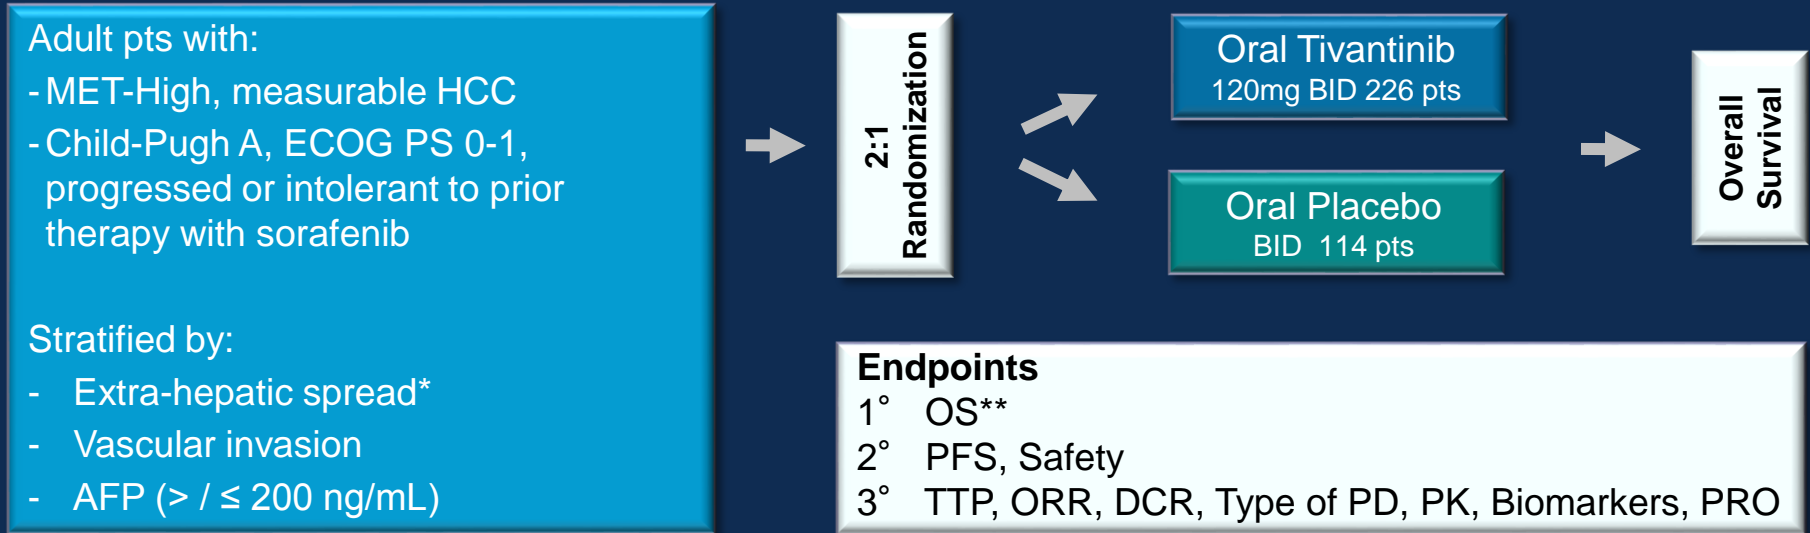 Adult pts with:
- MET-High, measurable HCC
- Child-Pugh A, ECOG PS 0-1,
progressed or intolerant to prior
therapy with sorafenib
Stratified by:
- Extra-hepatic spread*
- Vascular invasion
- AFP (> / ≤ 200 ng/mL)
2:1
Randomization
Oral Tivantinib
120mg BID 226 pts
Oral Placebo
BID 114 pts
Overall
Survival
Endpoints
1° OS**
2° PFS, Safety
3° TTP, ORR, DCR, Type of PD, PK, Biomarkers, PRO